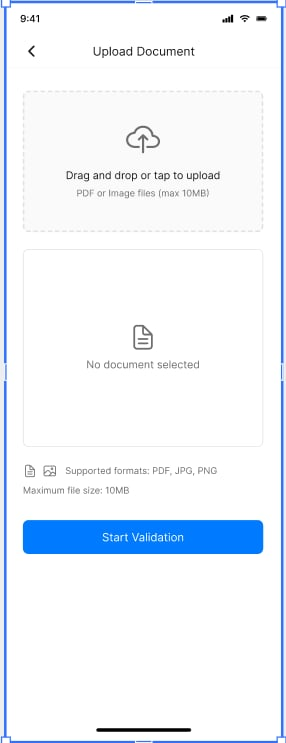 9:41
Upload Document
Drag and drop or tap to upload
PDF or Image files (max 10MB)
No document selected
Supported formats: PDF, JPG, PNG
Maximum file size: 10MB
Start Validation